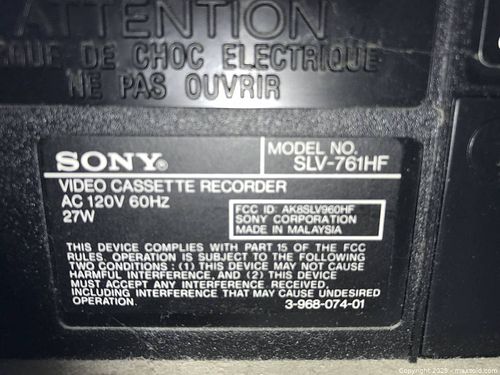 ATTENTION
RISQUE DE CHOC ELECTRIQUE
NE PAS OUVRIR
SONY®
MODEL NO.
SLV-761HF
VIDEO CASSETTE RECORDER
AC 120V 60HZ
27W
FCC ID: AK8SLV960HF
SONY CORPORATION
MADE IN MALAYSIA
THIS DEVICE COMPLIES WITH PART 15 OF THE FCC
RULES. OPERATION IS SUBJECT TO THE FOLLOWING
TWO CONDITIONS : (1) THIS DEVICE MAY NOT CAUSE
HARMFUL INTERFERENCE, AND (2) THIS DEVICE
MUST ACCEPT ANY INTERFERENCE RECEIVED,
INCLUDING INTERFERENCE THAT MAY CAUSE UNDESIRED
OPERATION.
3-968-074-01